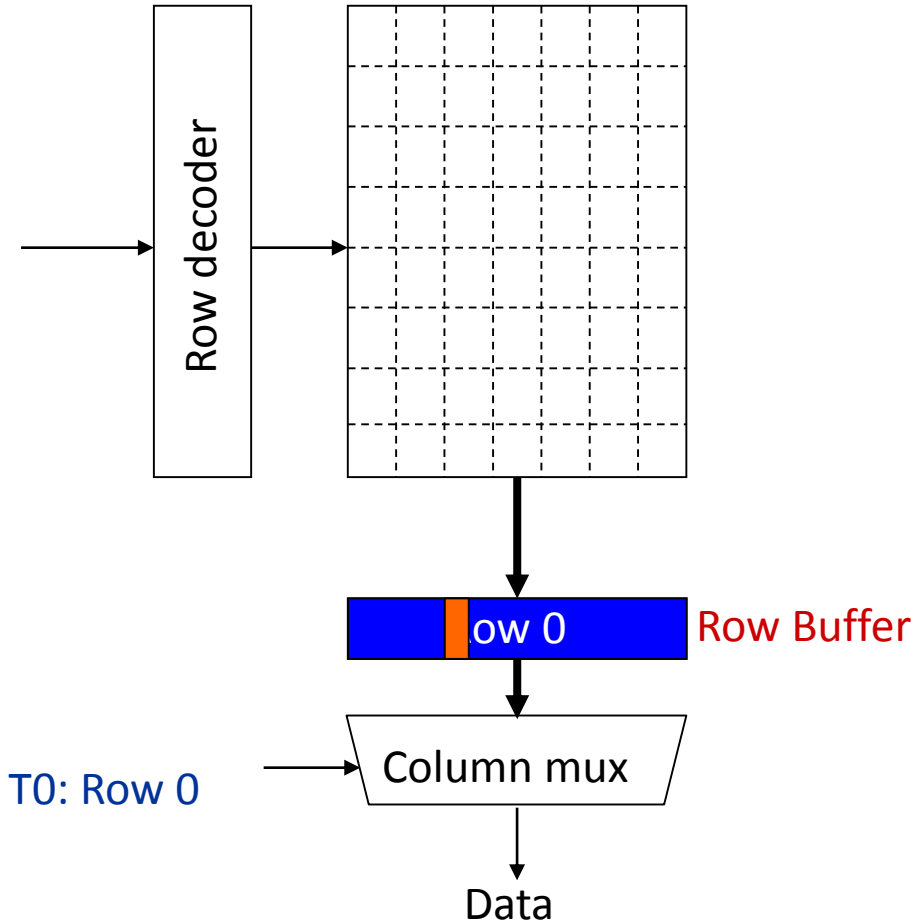 Row decoder
ow 0
Row Buffer
Column mux
T0: Row 0
Data